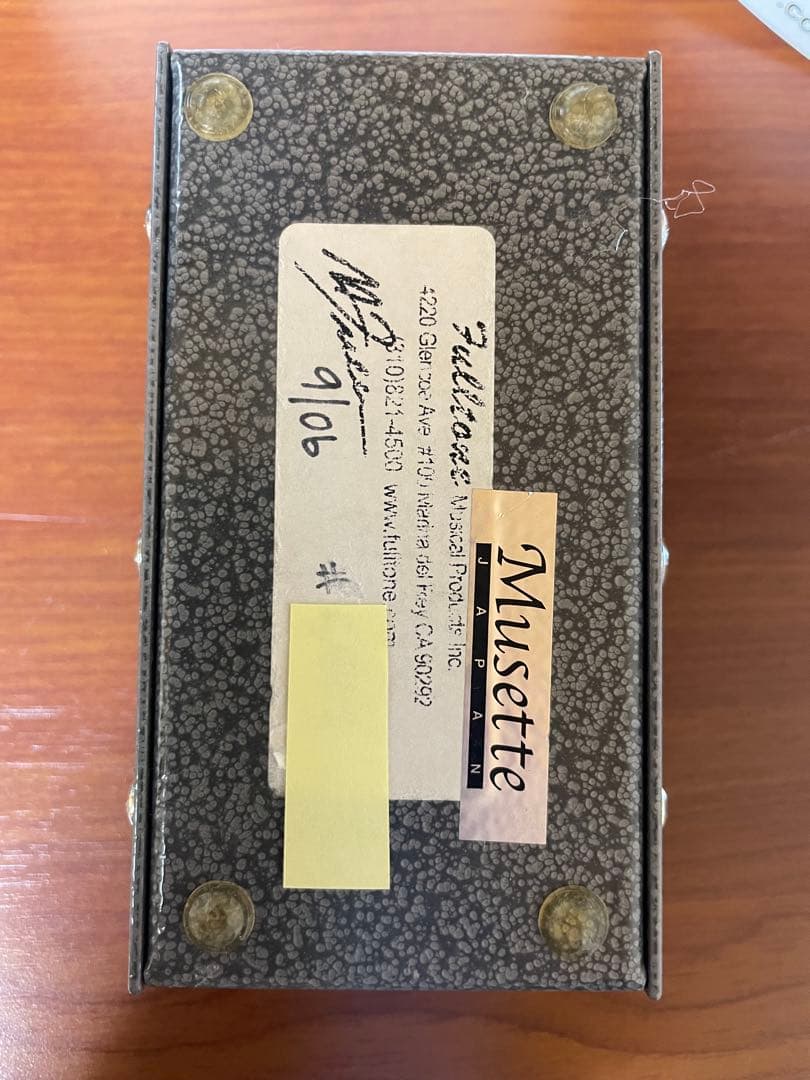 Fulltone Musical Products Inc.
4220 Glencoe Ave #100 Marina del Rey CA 90292
(310)821-4500 www.fulltone.com
9/06
#
Musette
JAPAN